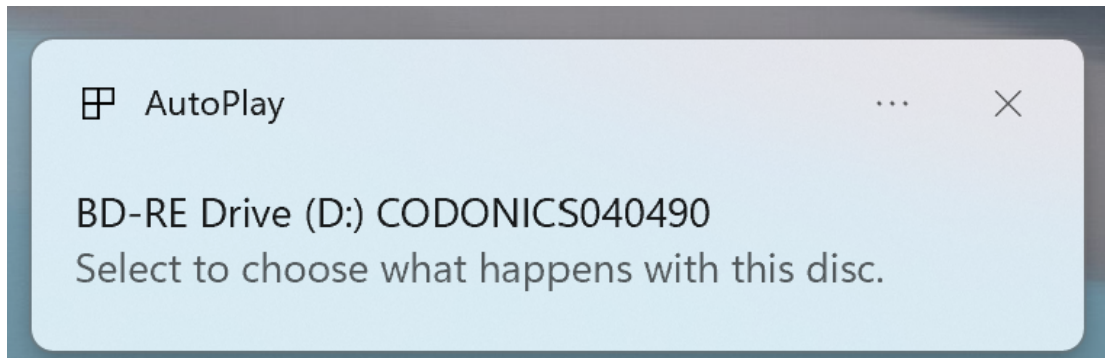 AutoPlay
BD-RE Drive (D:) CODONICS040490
Select to choose what happens with this disc.